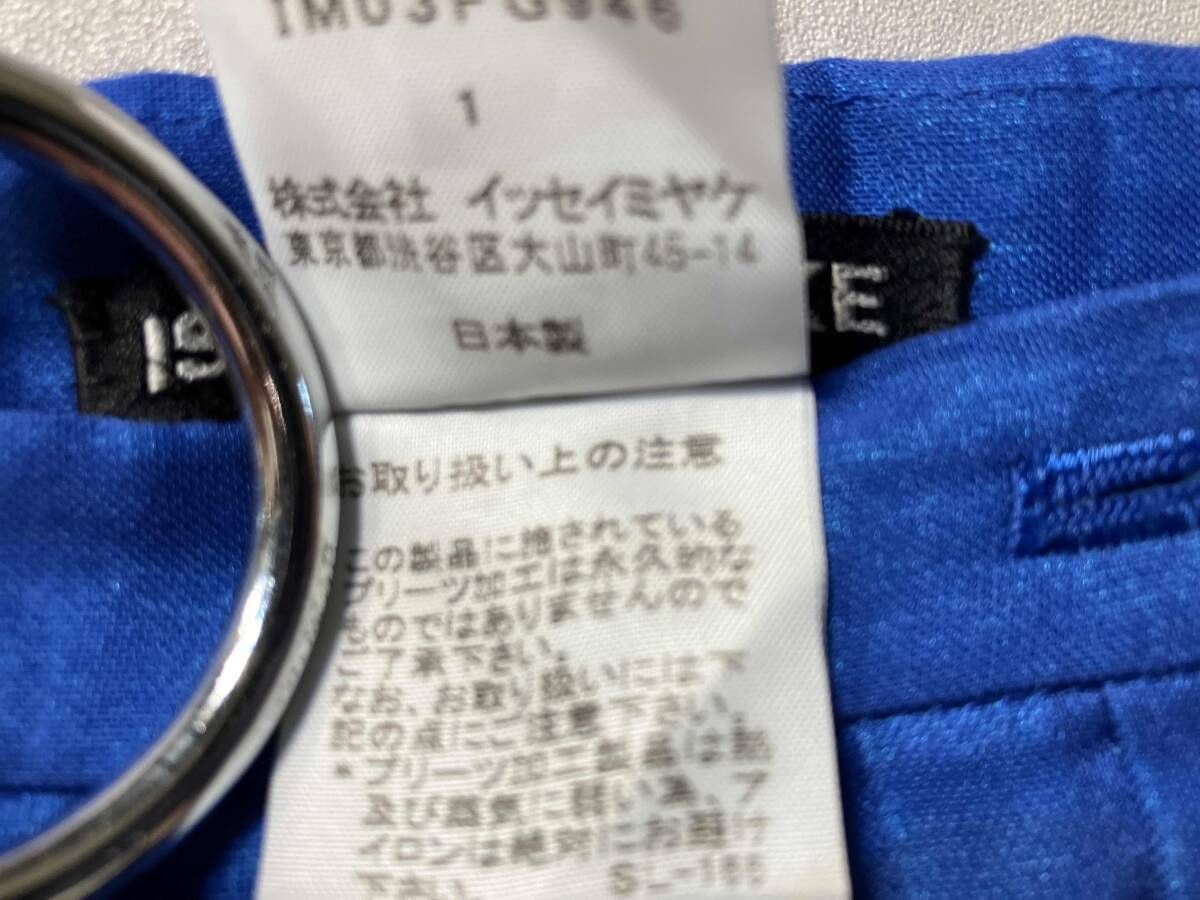 IM03FG946
1
株式会社 イッセイミヤケ
東京都渋谷区大山町45-14
日本製
IS
KE
お取り扱い上の注意
この製品に施されている
プリーツ加工は永久的な
ものではありませんので
ご了承下さい。
なお、お取り扱いには下
記の点にご注意下さい。
*プリーツ加工製品は熱
及び蒸気に弱い為、ア
イロンは絶対にお避け
下さい。 SL-166